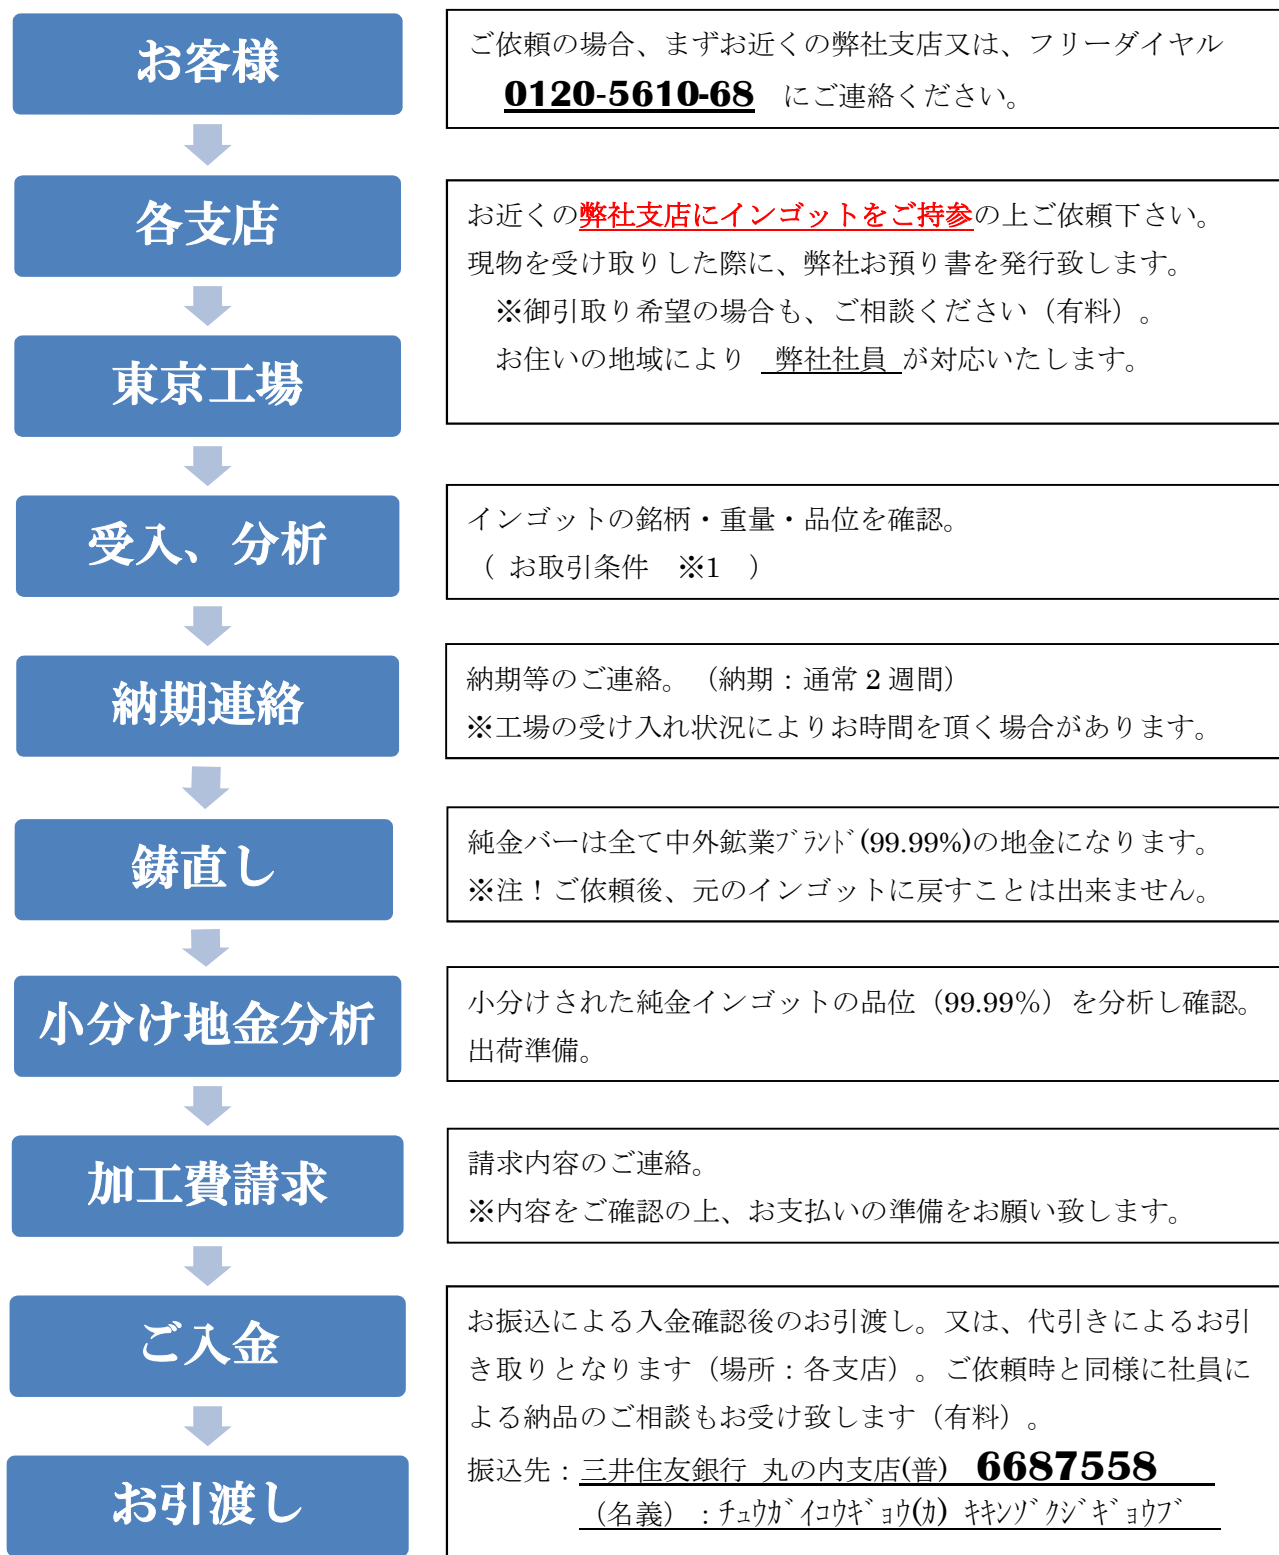 お客様
ご依頼の場合、まずお近くの弊社支店又は、フリーダイヤル
0120-5610-68 にご連絡ください。
各支店
お近くの弊社支店にインゴットをご持参の上ご依頼下さい。
現物を受け取りした際に、弊社お預り書を発行致します。
※御引取り希望の場合も、ご相談ください（有料）。
お住いの地域により 弊社社員 が対応いたします。
東京工場
受入、分析
インゴットの銘柄・重量・品位を確認。
（ お取引条件 ※1 ）
納期連絡
納期等のご連絡。（納期：通常 2 週間）
※工場の受け入れ状況によりお時間を頂く場合があります。
鋳直し
純金バーは全て中外鉱業ﾌﾞﾗﾝﾄﾞ(99.99%)の地金になります。
※注！ご依頼後、元のインゴットに戻すことは出来ません。
小分け地金分析
小分けされた純金インゴットの品位（99.99％）を分析し確認。
出荷準備。
加工費請求
請求内容のご連絡。
※内容をご確認の上、お支払いの準備をお願い致します。
ご入金
お振込による入金確認後のお引渡し。又は、代引きによるお引
き取りとなります（場所：各支店）。ご依頼時と同様に社員に
よる納品のご相談もお受け致します（有料）。
振込先：三井住友銀行 丸の内支店(普) 6687558
（名義）：ﾁｭｳｶﾞｲｺｳｷﾞｮｳ(ｶ) ｷｷﾝｿﾞｸｼﾞｷﾞｮｳﾌﾞ
お引渡し